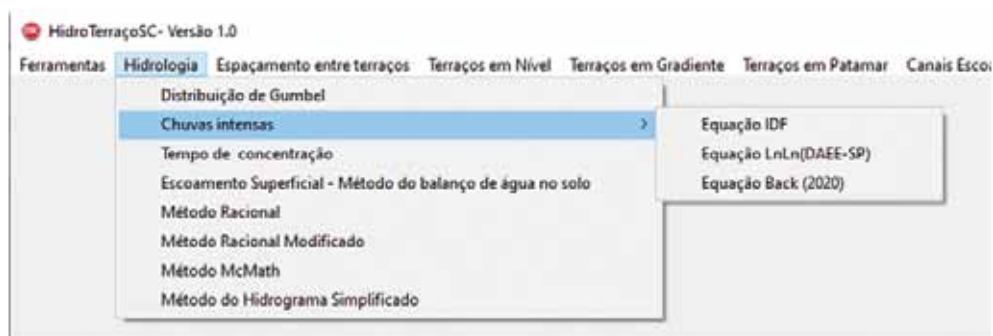 HidroTerraçoSC- Versão 1.0
Ferramentas Hidrologia Espaçamento entre terraços Terraços em Nível Terraços em Gradiente Terraços em Patamar Canais Esco
Distribuição de Gumbel
Chuvas intensas >
Equação IDF
Tempo de concentração
Equação LnLn(DAEE-SP)
Escoamento Superficial - Método do balanço de água no solo
Equação Back (2020)
Método Racional
Método Racional Modificado
Método McMath
Método do Hidrograma Simplificado